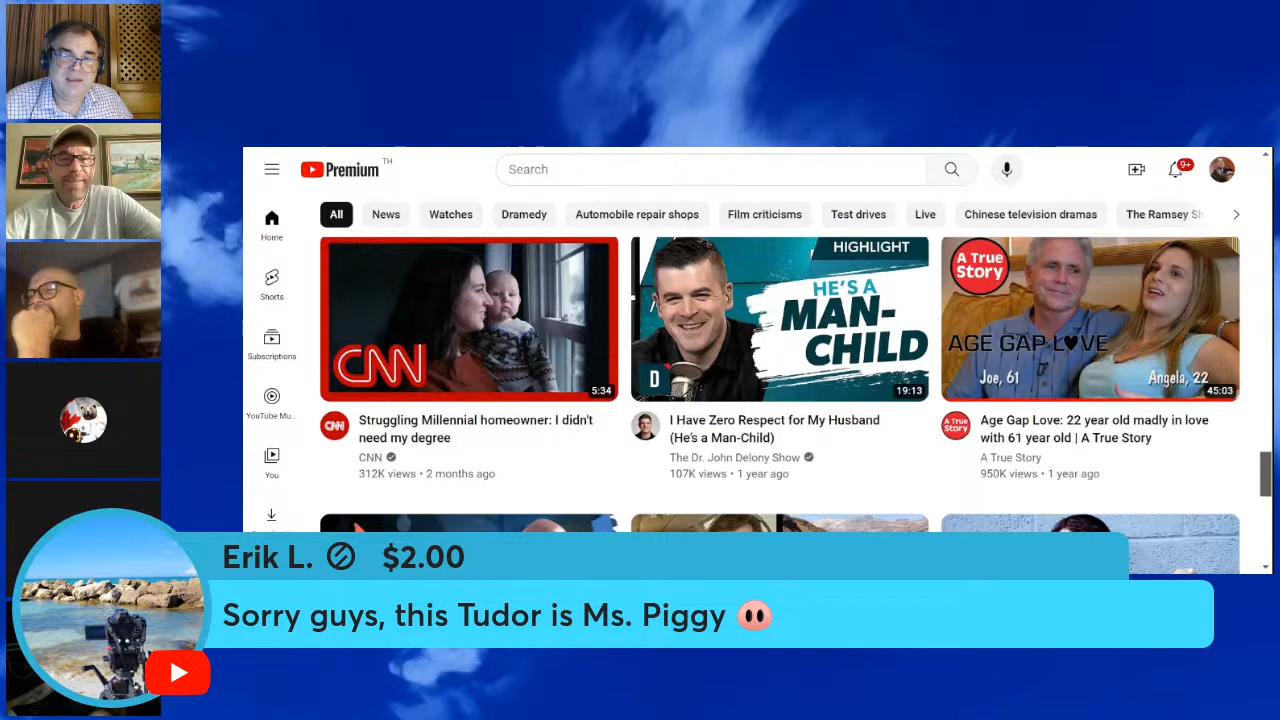 Premium TH
Search
9+
Home
Shorts
Subscriptions
YouTube Mu...
You
All News Watches Dramedy Automobile repair shops Film criticisms Test drives Live Chinese television dramas The Ramsey Sh
CNN
5:34
HIGHLIGHT
HE'S A
MAN-
CHILD
D
19:13
A True
Story
AGE GAP LOVE
Joe, 61
Angela, 22
45:03
CNN
Struggling Millennial homeowner: I didn't
need my degree
CNN
312K views • 2 months ago
I Have Zero Respect for My Husband
(He's a Man-Child)
The Dr. John Delony Show
107K views • 1 year ago
A True
Story
Age Gap Love: 22 year old madly in love
with 61 year old | A True Story
A True Story
950K views • 1 year ago
Erik L. $2.00
Sorry guys, this Tudor is Ms. Piggy 🐽